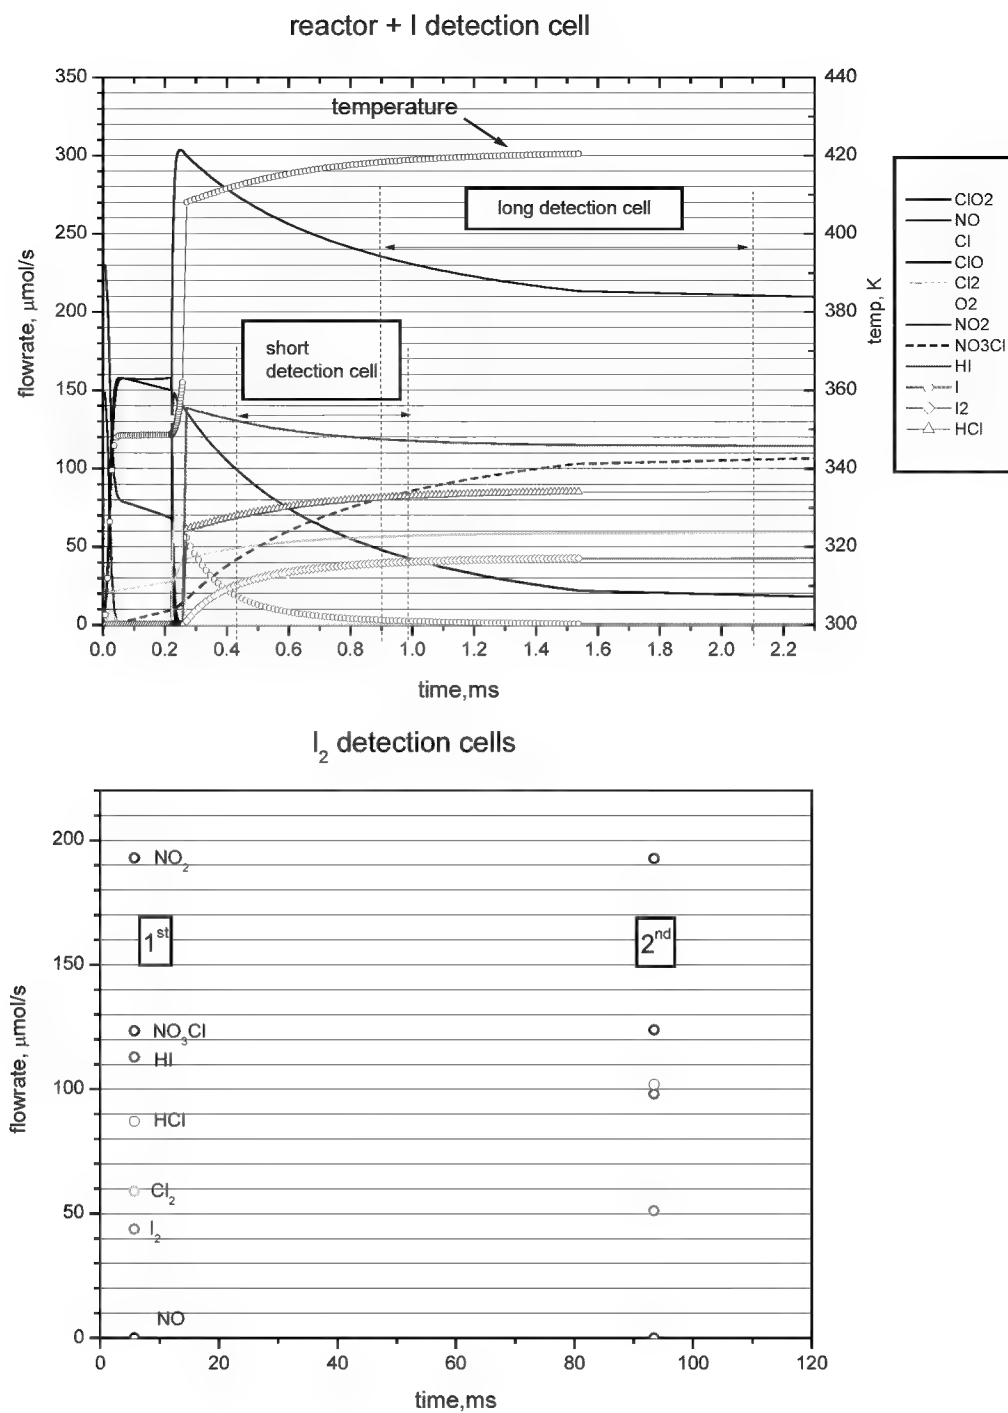 reactor + I detection cell
350
300
250
200
150
100
50
0
flowrate, μmol/s
440
420
400
380
360
340
320
300
temp, K
temperature
long detection cell
short
detection cell
0.0 0.2 0.4 0.6 0.8 1.0 1.2 1.4 1.6 1.8 2.0 2.2
time,ms
ClO2
NO
Cl
ClO
Cl2
O2
NO2
NO3Cl
HI
I
I2
HCl
I₂ detection cells
200
150
100
50
0
flowrate, μmol/s
NO₂
1ˢᵗ
2ⁿᵈ
NO₃Cl
HI
HCl
Cl₂
I₂
NO
0 20 40 60 80 100 120
time,ms